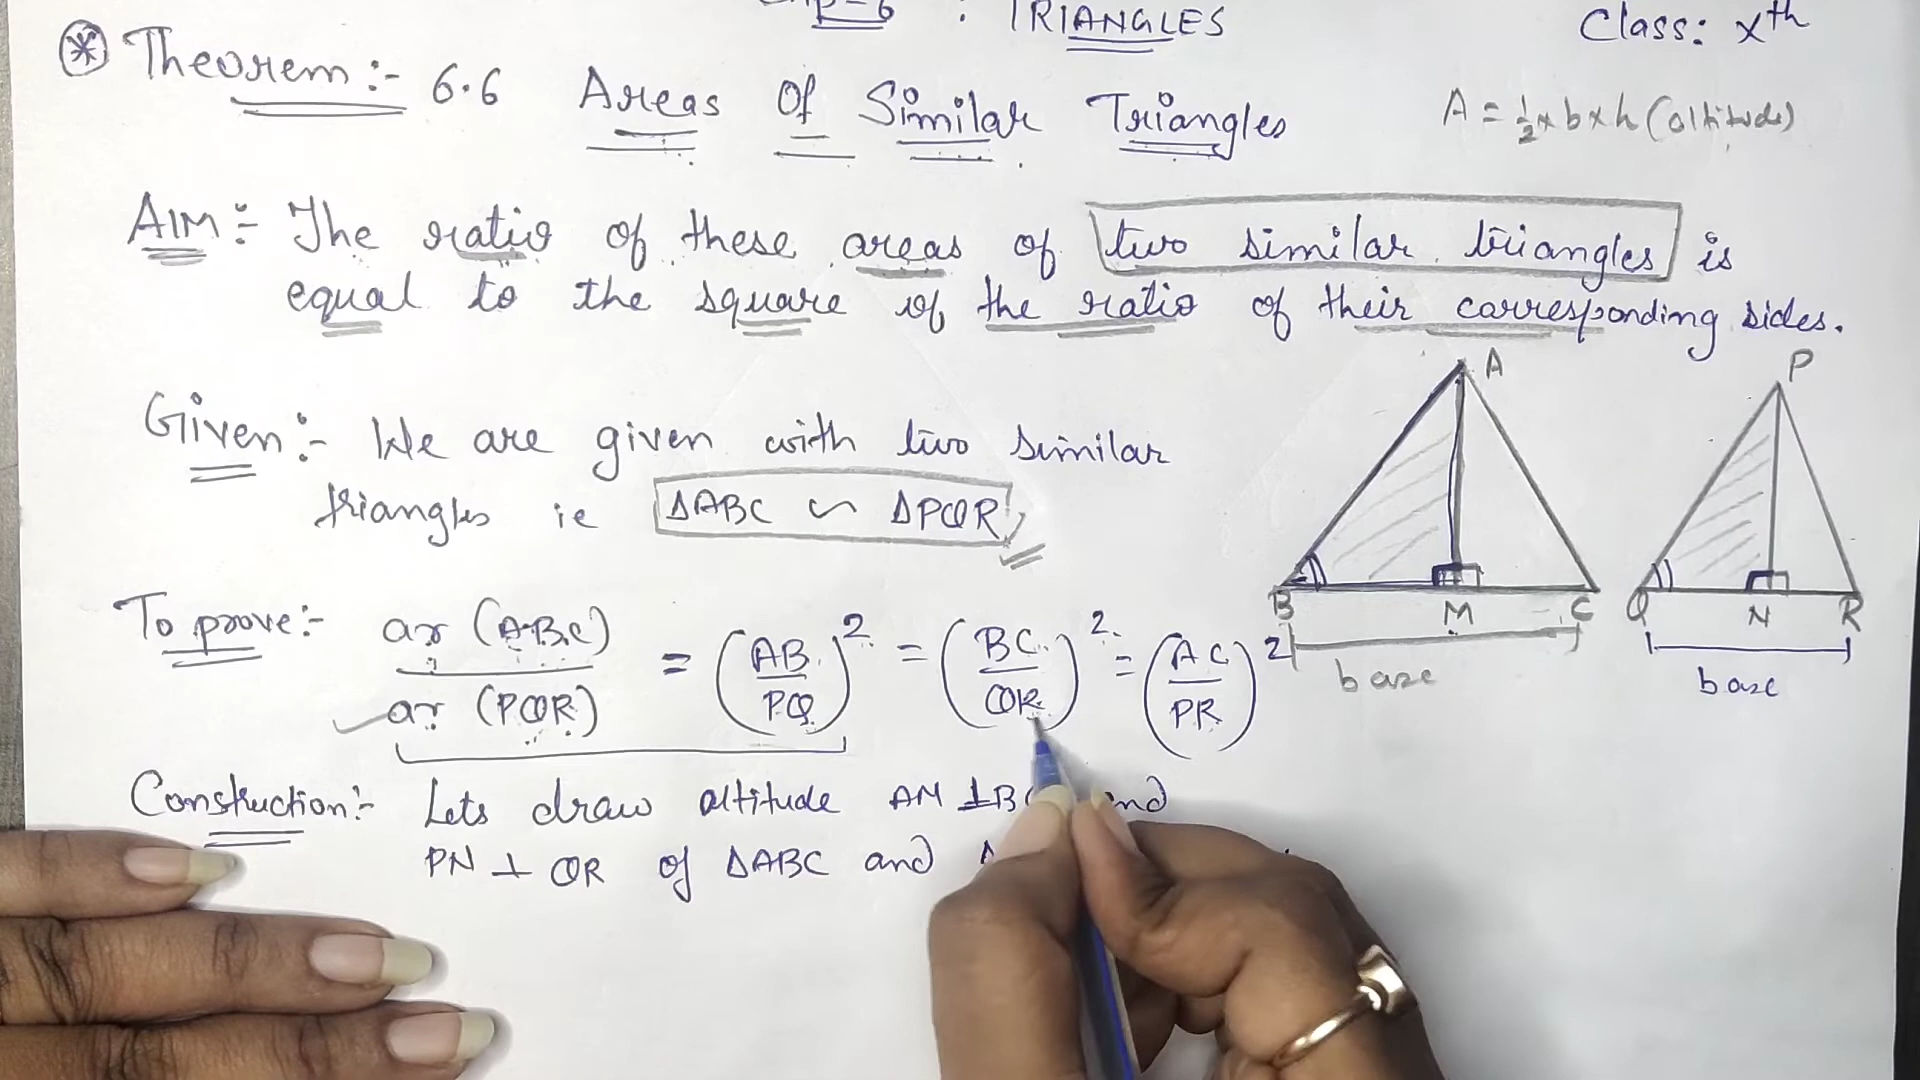 : TRIANGLES
Class: Xth
Theorem:- 6.6 Areas Of Similar Triangles
A = 1/2 × b × h (altitude)
AIM:- The ratio of these areas of two similar triangles is
equal to the square of the ratio of their corresponding sides.
Given:- We are given with two similar
triangles ie ΔABC ∽ ΔPQR
To prove:- ar (ABC) / ar (PQR) = (AB/PQ)² = (BC/QR)² = (AC/PR)²
Construction:- Lets draw altitude AM ⊥ BC and
PN ⊥ QR of ΔABC and
A
B M C
base
P
Q N R
base